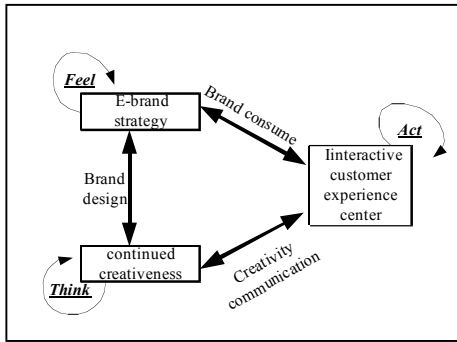 Feel
E-brand
strategy
Brand consume
Act
Iinteractive
customer
experience
center
Brand
design
continued
creativeness
Think
Creativity
communication